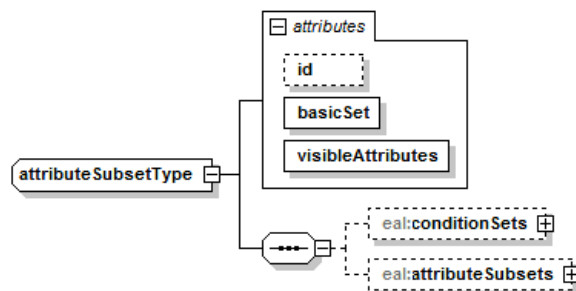 attributes
id
basicSet
visibleAttributes
attributeSubsetType
eal:conditionSets
eal:attributeSubsets